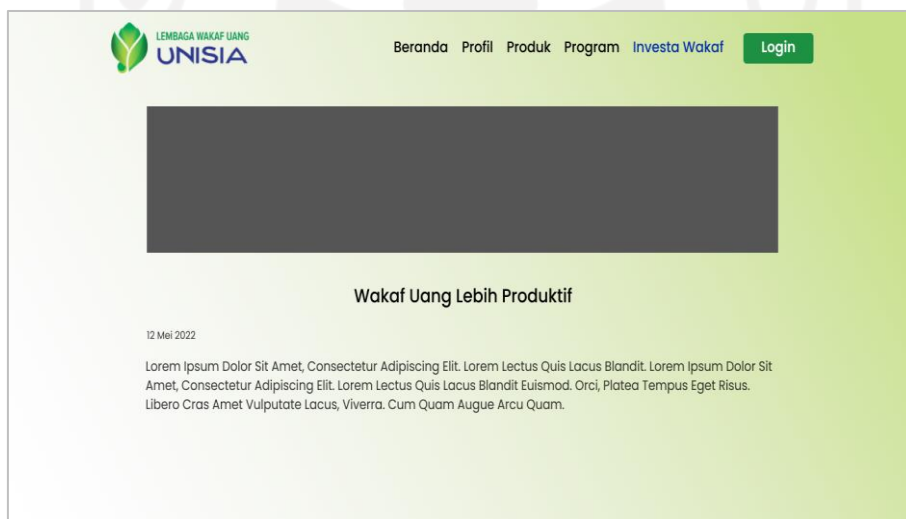 LEMBAGA WAKAF UANG
UNISIA
Beranda Profil Produk Program Investa Wakaf Login
Wakaf Uang Lebih Produktif
12 Mei 2022
Lorem Ipsum Dolor Sit Amet, Consectetur Adipiscing Elit. Lorem Lectus Quis Lacus Blandit. Lorem Ipsum Dolor Sit
Amet, Consectetur Adipiscing Elit. Lorem Lectus Quis Lacus Blandit Euismod. Orci, Platea Tempus Eget Risus.
Libero Cras Amet Vulputate Lacus, Viverra. Cum Quam Augue Arcu Quam.